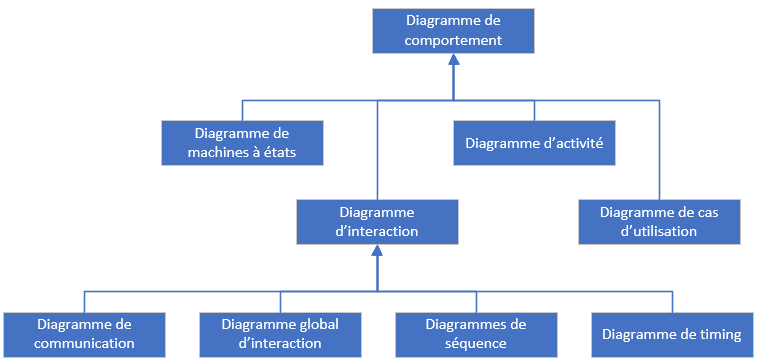 Diagramme de
comportement
Diagramme de
machines à états
Diagramme d’activité
Diagramme
d’interaction
Diagramme de cas
d’utilisation
Diagramme de
communication
Diagramme global
d’interaction
Diagrammes de
séquence
Diagramme de timing